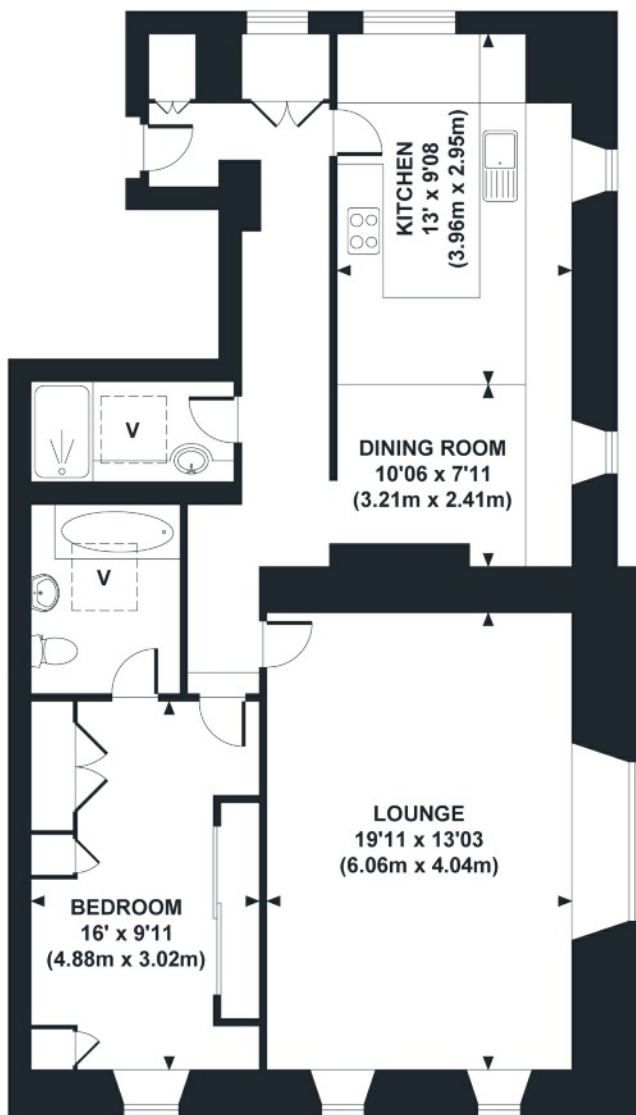 KITCHEN
13' x 9'08
(3.96m x 2.95m)
DINING ROOM
10'06 x 7'11
(3.21m x 2.41m)
V
V
LOUNGE
19'11 x 13'03
(6.06m x 4.04m)
BEDROOM
16' x 9'11
(4.88m x 3.02m)